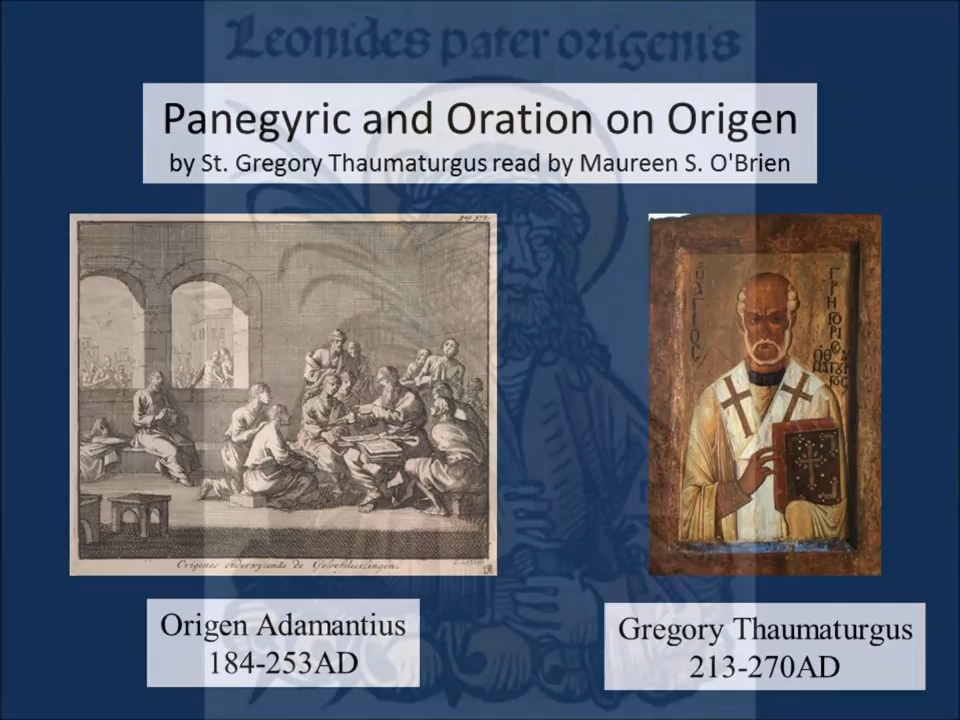 Leonides pater origenis
Panegyric and Oration on Origen
by St. Gregory Thaumaturgus read by Maureen S. O'Brien
Origenes onderwyzende de Geloofsleerlingen.
Origen Adamantius
184-253AD
Gregory Thaumaturgus
213-270AD